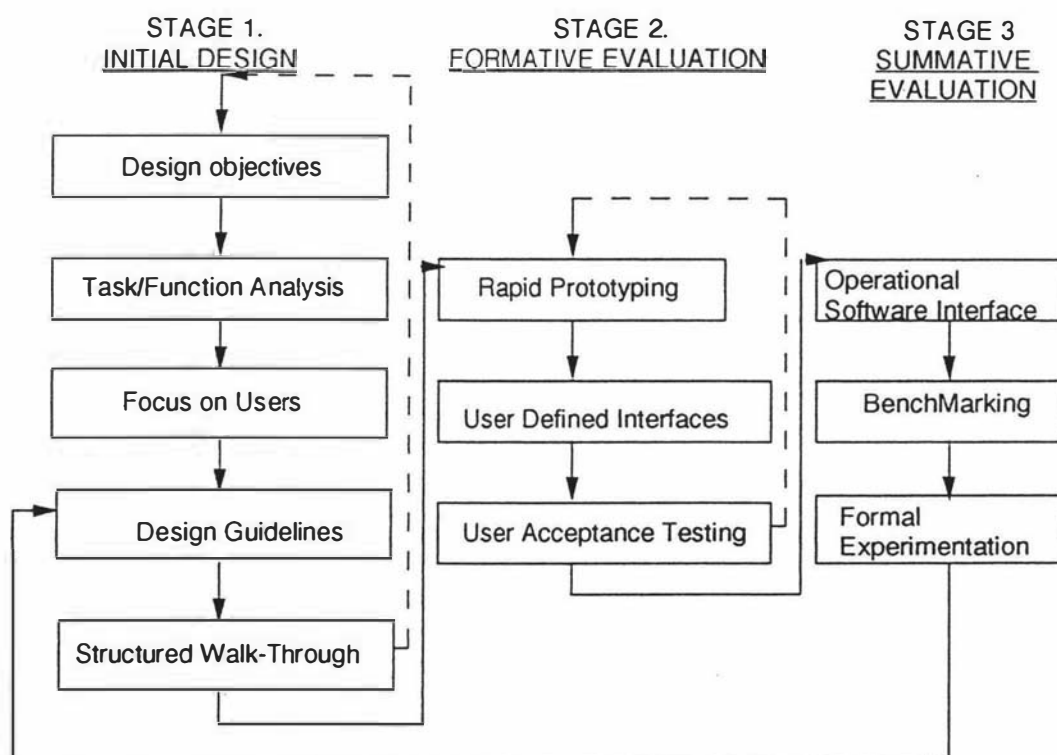 STAGE 1.
INITIAL DESIGN
Design objectives
Task/Function Analysis
Focus on Users
Design Guidelines
Structured Walk-Through
STAGE 2.
FORMATIVE EVALUATION
Rapid Prototyping
User Defined Interfaces
User Acceptance Testing
STAGE 3
SUMMATIVE
EVALUATION
Operational
Software Interface
BenchMarking
Formal
Experimentation